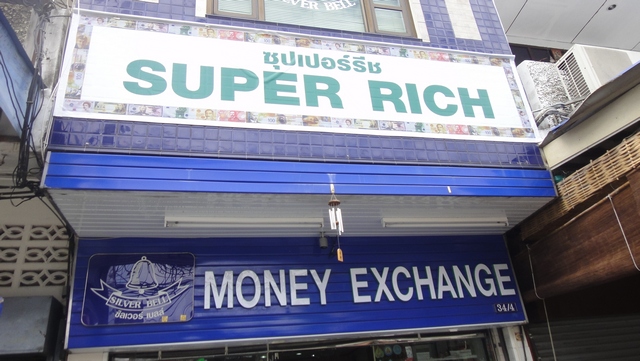 SILVER BELL
ซุปเปอร์รีช
SUPER RICH
MONEY EXCHANGE
SILVER BELL
ซิลเวอร์ เบลล์
34/4